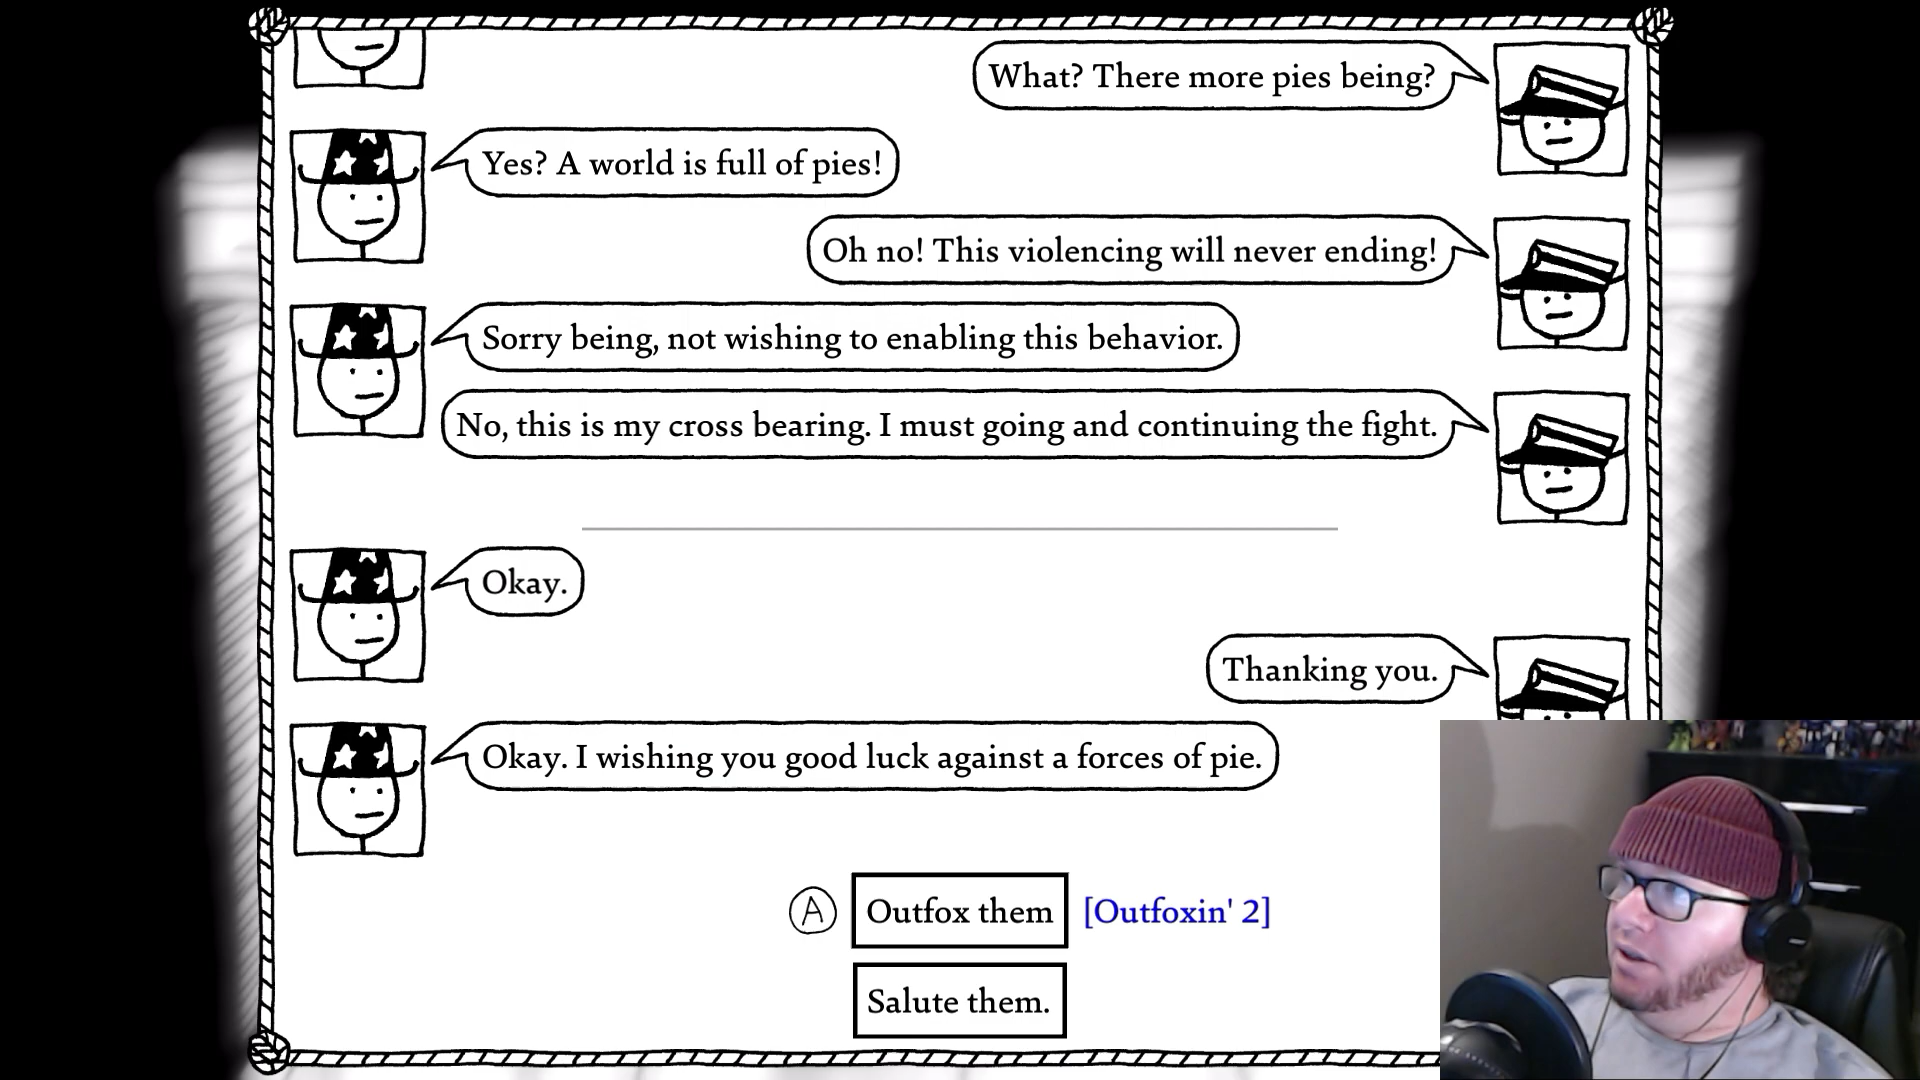 What? There more pies being?
Yes? A world is full of pies!
Oh no! This violencing will never ending!
Sorry being, not wishing to enabling this behavior.
No, this is my cross bearing. I must going and continuing the fight.
Okay.
Thanking you.
Okay. I wishing you good luck against a forces of pie.
A Outfox them [Outfoxin' 2]
Salute them.